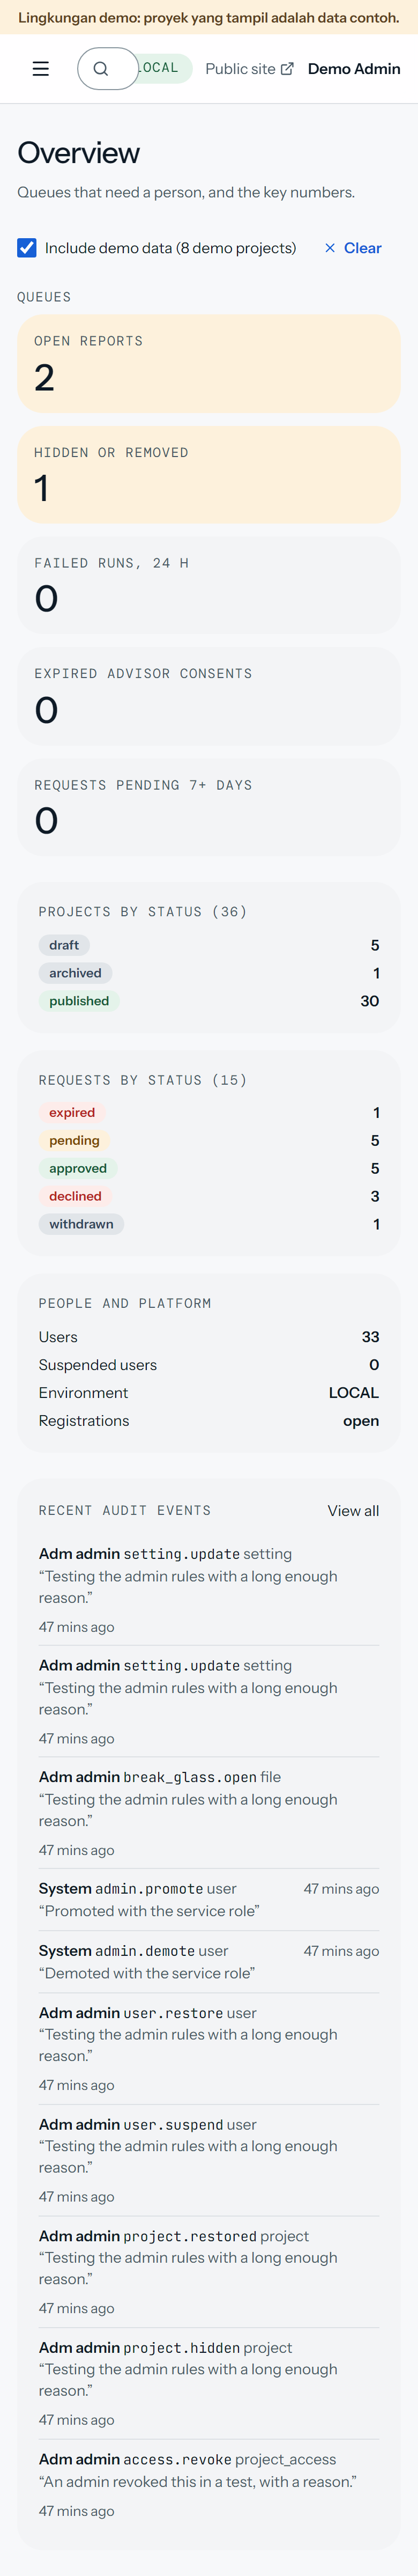 Lingkungan demo: proyek yang tampil adalah data contoh.
LOCAL
Public site
Demo Admin
Overview
Queues that need a person, and the key numbers.
Include demo data (8 demo projects)
Clear
QUEUES
OPEN REPORTS
2
HIDDEN OR REMOVED
1
FAILED RUNS, 24 H
0
EXPIRED ADVISOR CONSENTS
0
REQUESTS PENDING 7+ DAYS
0
PROJECTS BY STATUS (36)
draft 5
archived 1
published 30
REQUESTS BY STATUS (15)
expired 1
pending 5
approved 5
declined 3
withdrawn 1
PEOPLE AND PLATFORM
Users 33
Suspended users 0
Environment LOCAL
Registrations open
RECENT AUDIT EVENTS View all
Adm admin setting.update setting
“Testing the admin rules with a long enough
reason.”
47 mins ago
Adm admin setting.update setting
“Testing the admin rules with a long enough
reason.”
47 mins ago
Adm admin break_glass.open file
“Testing the admin rules with a long enough
reason.”
47 mins ago
System admin.promote user 47 mins ago
“Promoted with the service role”
System admin.demote user 47 mins ago
“Demoted with the service role”
Adm admin user.restore user
“Testing the admin rules with a long enough
reason.”
47 mins ago
Adm admin user.suspend user
“Testing the admin rules with a long enough
reason.”
47 mins ago
Adm admin project.restored project
“Testing the admin rules with a long enough
reason.”
47 mins ago
Adm admin project.hidden project
“Testing the admin rules with a long enough
reason.”
47 mins ago
Adm admin access.revoke project_access
“An admin revoked this in a test, with a reason.”
47 mins ago